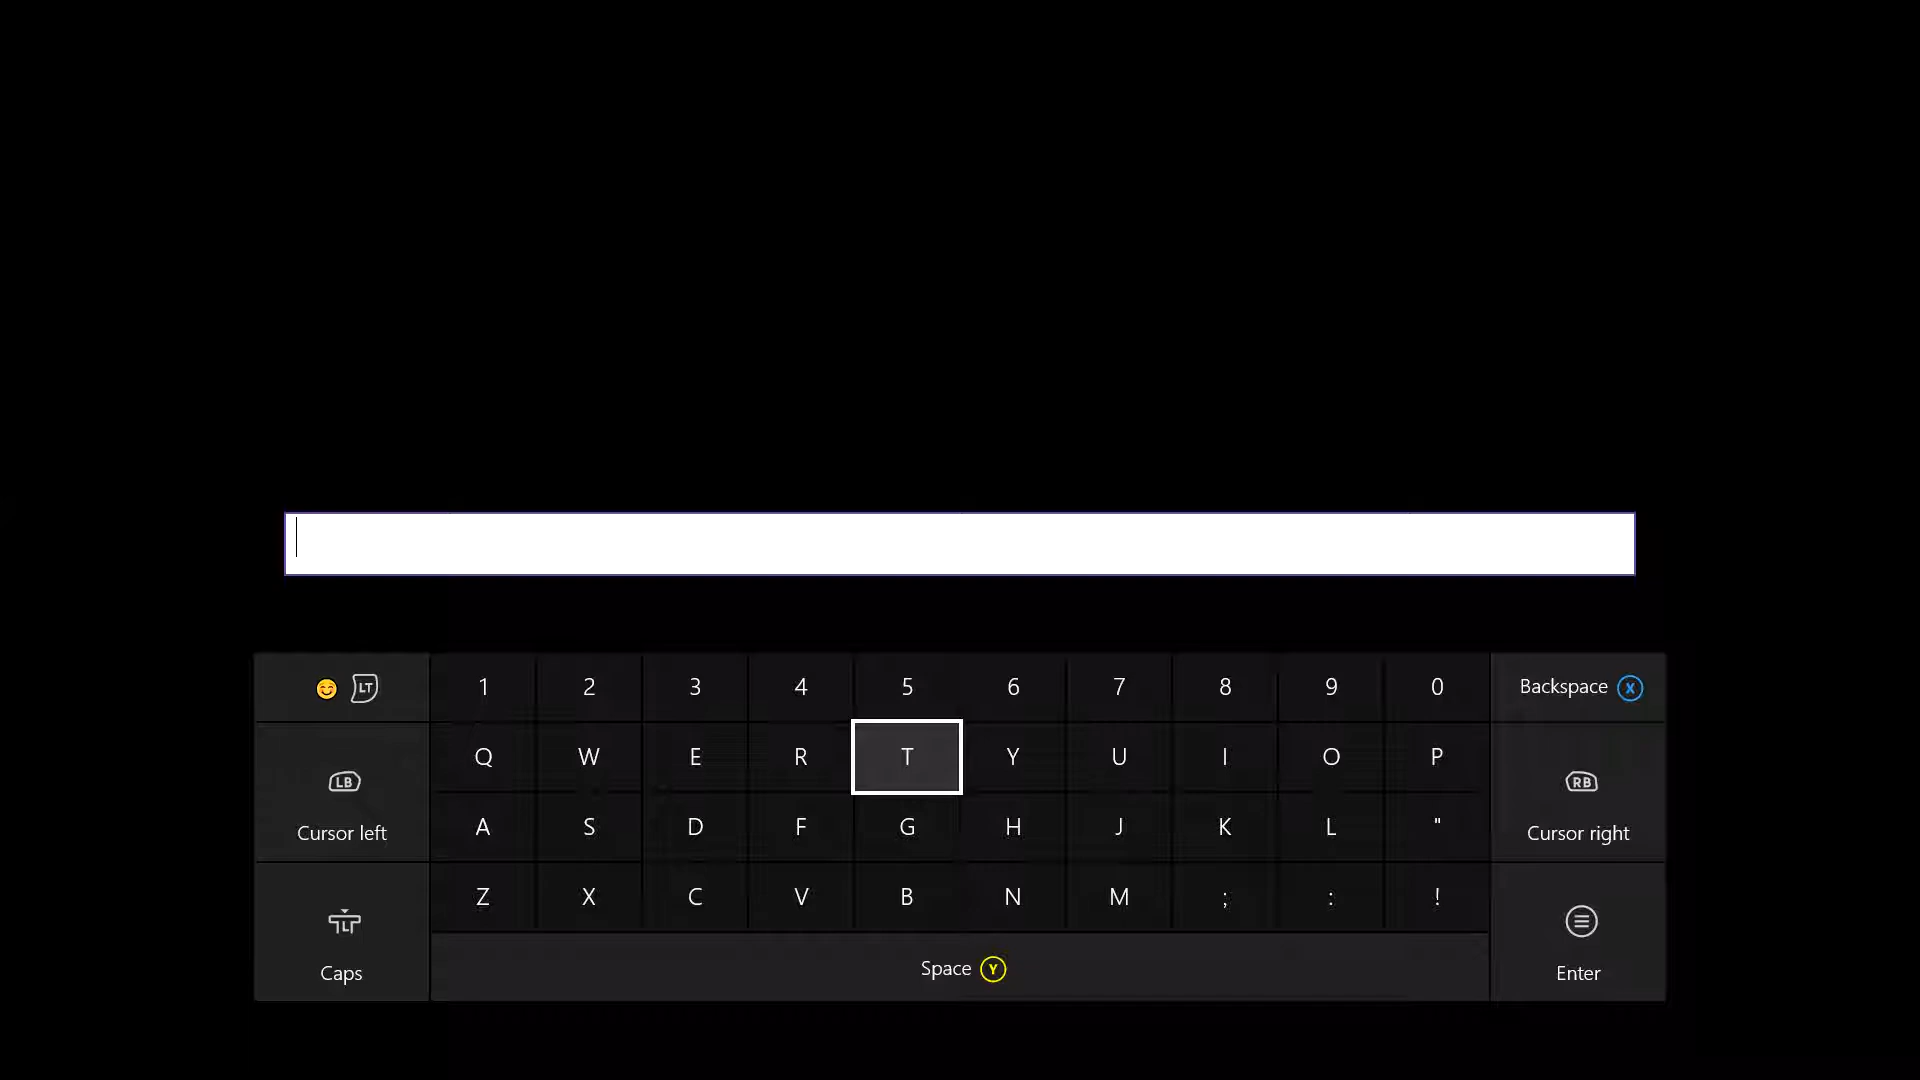 😊 LT 1 2 3 4 5 6 7 8 9 0 Backspace X
Q W E R T Y U I O P
LB RB
Cursor left A S D F G H J K L " Cursor right
Z X C V B N M ; : !
Caps Space Y Enter